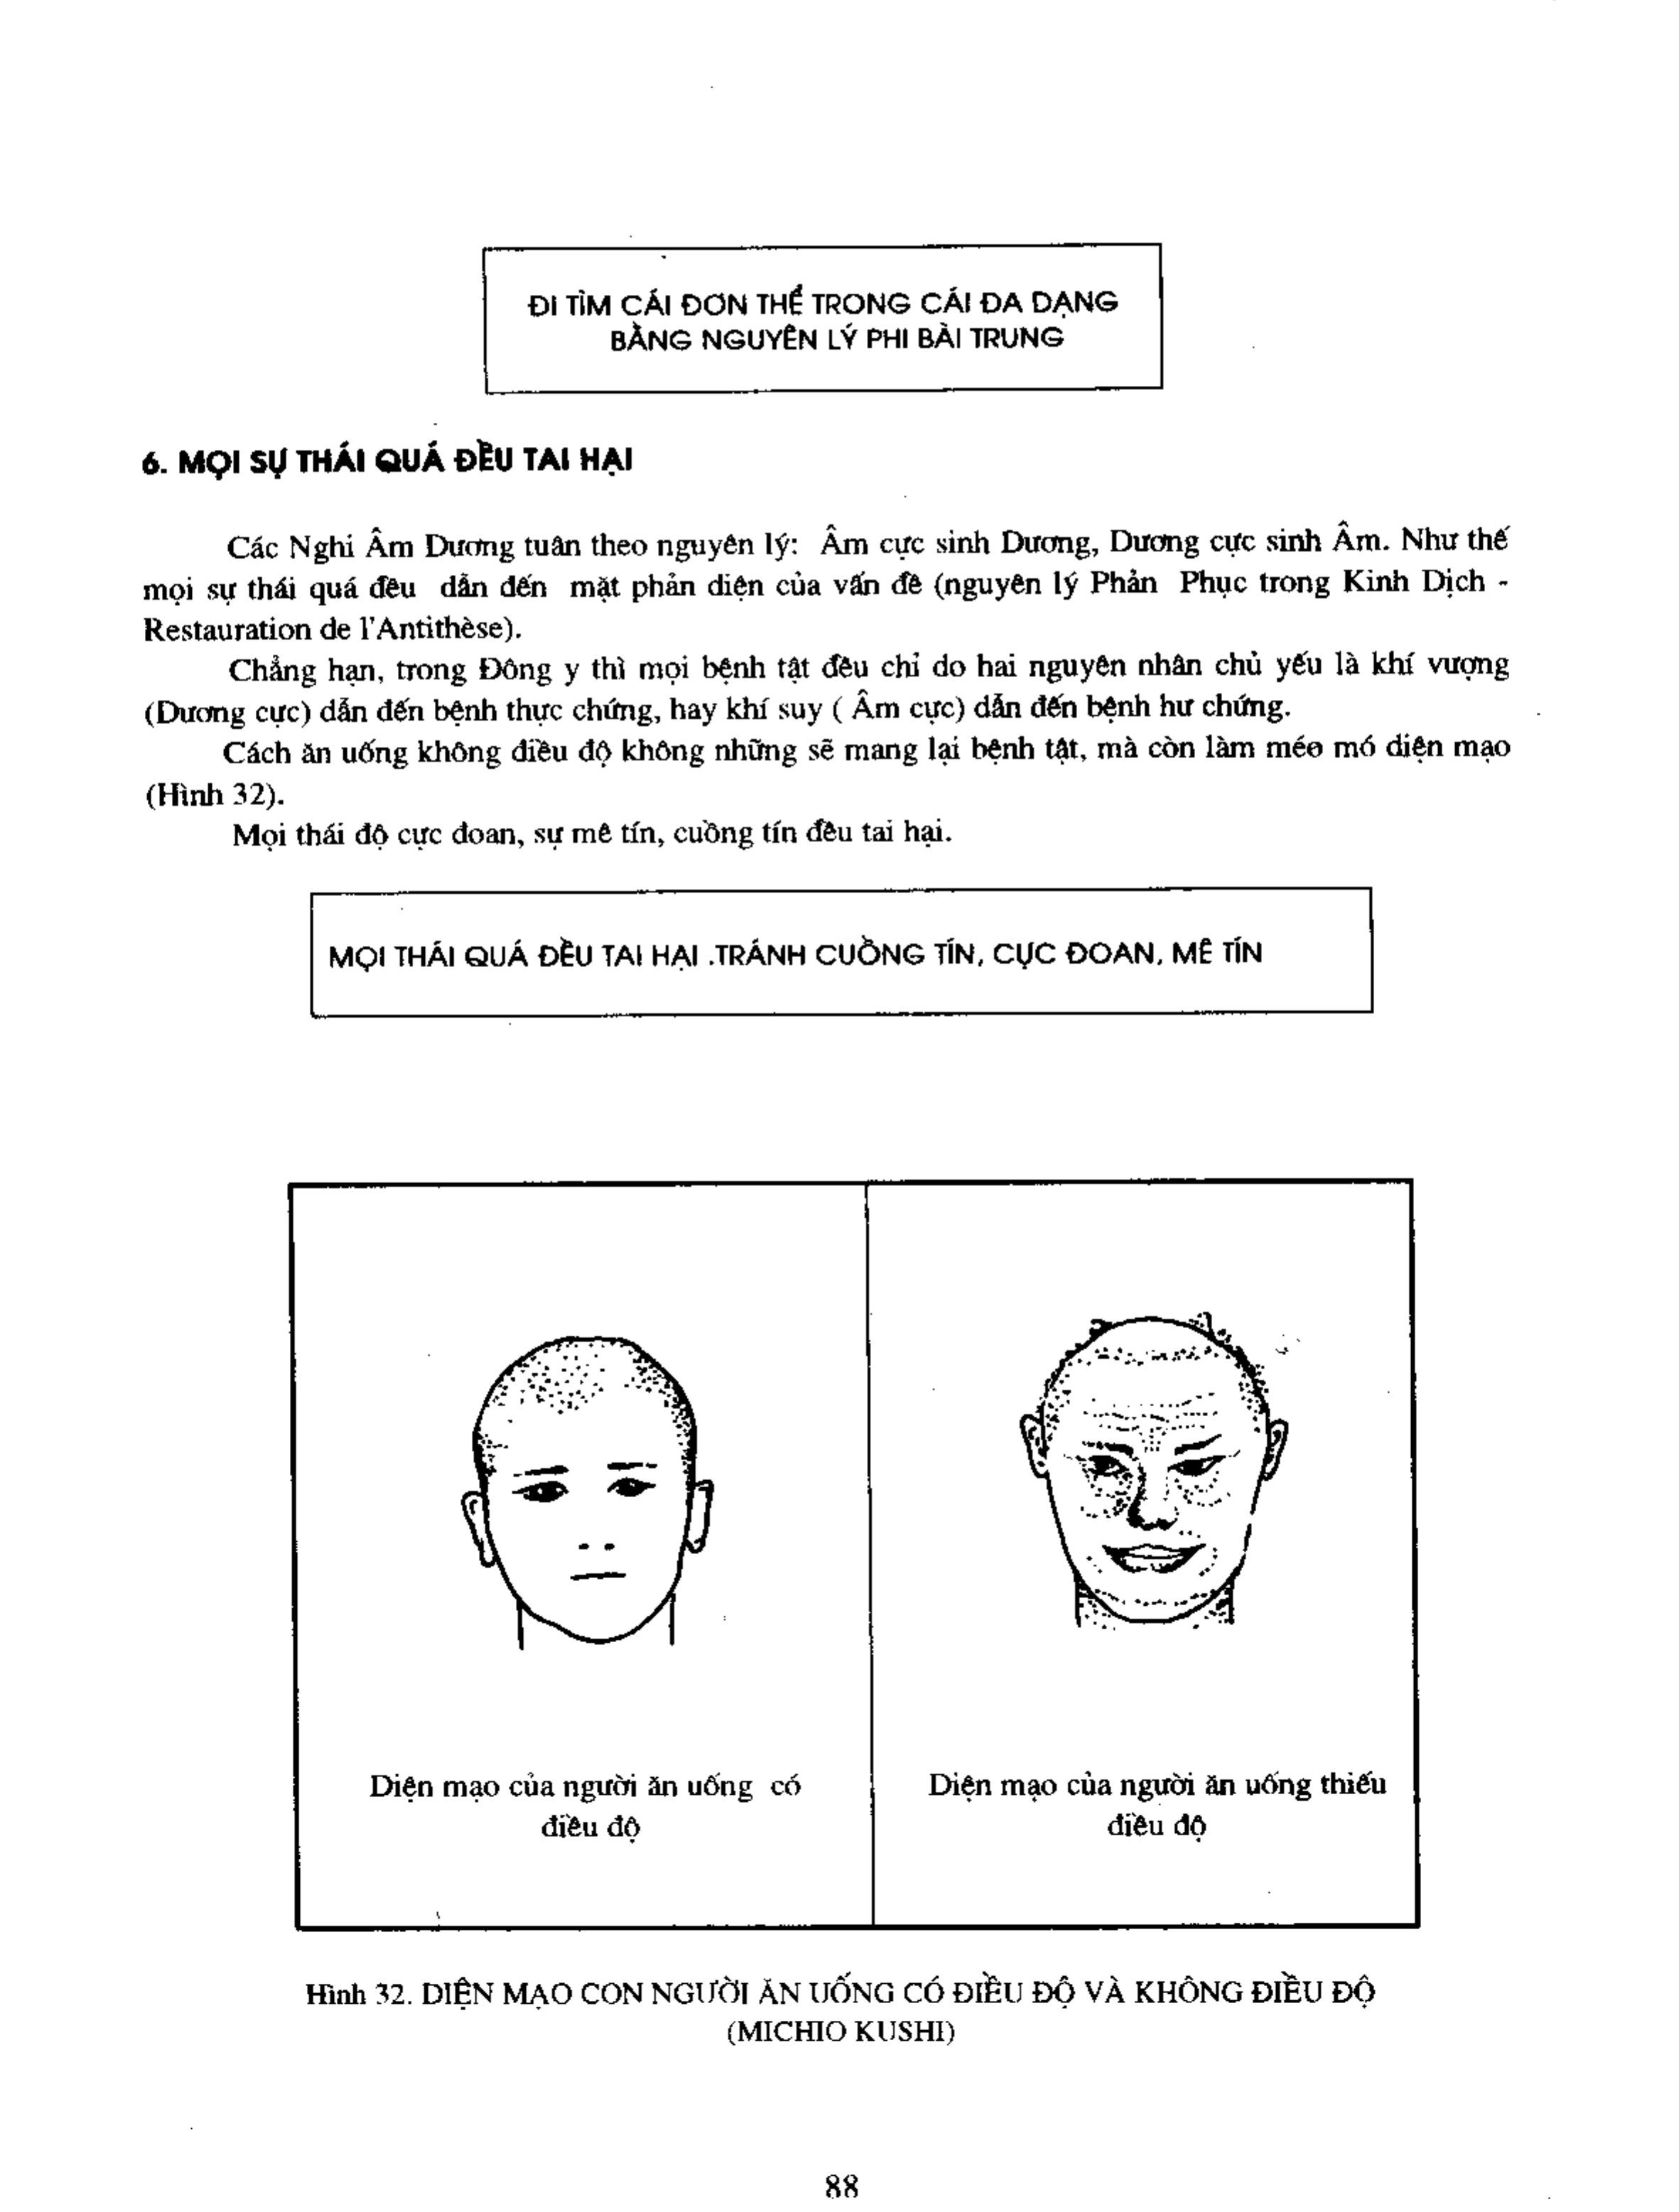 ĐI TÌM CÁI ĐƠN THỂ TRONG CÁI ĐA DẠNG
BẰNG NGUYÊN LÝ PHI BÀI TRUNG
6. MỌI SỰ THÁI QUÁ ĐỀU TAI HẠI
Các Nghi Âm Dương tuân theo nguyên lý: Âm cực sinh Dương, Dương cực sinh Âm. Như thế
mọi sự thái quá đều dẫn đến mặt phản diện của vấn đề (nguyên lý Phản Phục trong Kinh Dịch -
Restauration de l'Antithèse).
Chẳng hạn, trong Đông y thì mọi bệnh tật đều chỉ do hai nguyên nhân chủ yếu là khí vượng
(Dương cực) dẫn đến bệnh thực chứng, hay khí suy ( Âm cực) dẫn đến bệnh hư chứng.
Cách ăn uống không điều độ không những sẽ mang lại bệnh tật, mà còn làm méo mó diện mạo
(Hình 32).
Mọi thái độ cực đoan, sự mê tín, cuồng tín đều tai hại.
MỌI THÁI QUÁ ĐỀU TAI HẠI .TRÁNH CUỒNG TÍN, CỰC ĐOAN, MÊ TÍN
Diện mạo của người ăn uống có
điều độ
Diện mạo của người ăn uống thiếu
điều độ
Hình 32. DIỆN MẠO CON NGƯỜI ĂN UỐNG CÓ ĐIỀU ĐỘ VÀ KHÔNG ĐIỀU ĐỘ
(MICHIO KUSHI)
88